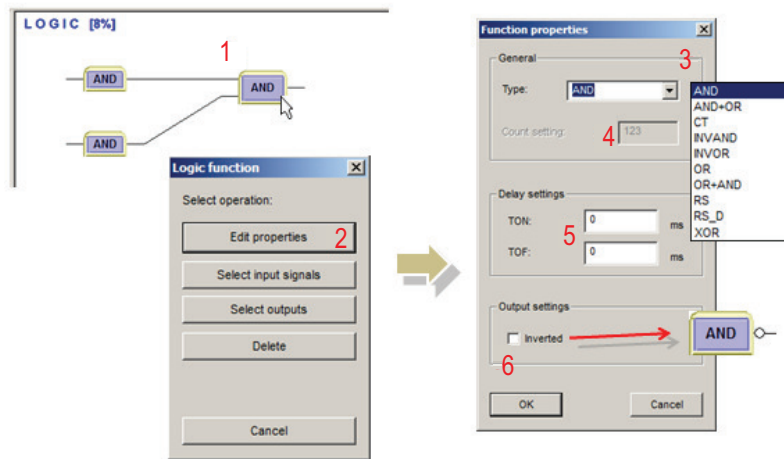 LOGIC [8%]
1
AND
AND
AND
Logic function
Select operation:
Edit properties
2
Select input signals
Select outputs
Delete
Cancel
Function properties
3
General
Type:
AND
Count setting:
4
123
AND
AND+OR
CT
INVAND
INVOR
OR
OR+AND
RS
RS_D
XOR
Delay settings
TON:
0
ms
5
TOF:
0
ms
Output settings
Inverted
AND
6
OK
Cancel